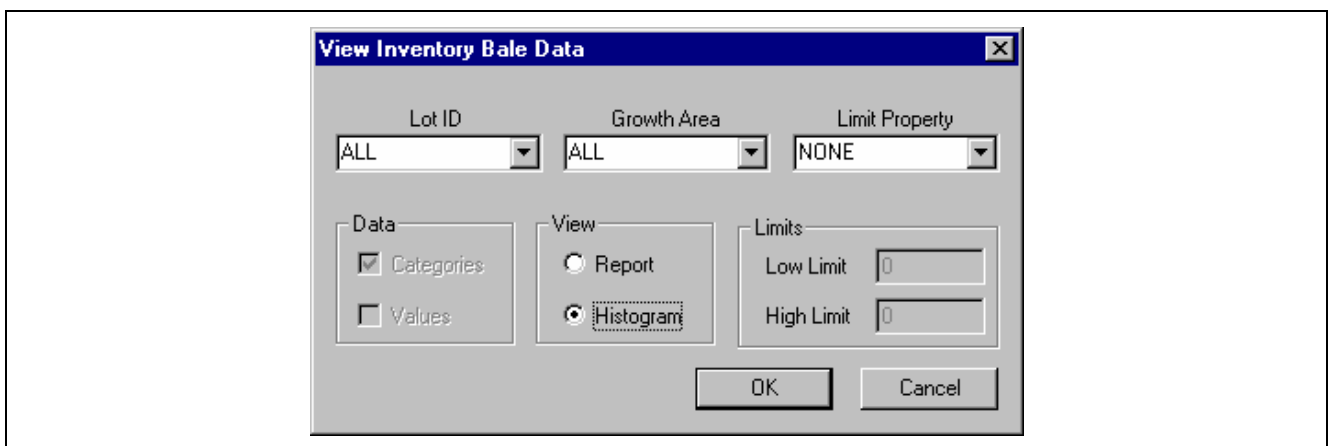 View Inventory Bale Data
Lot ID Growth Area Limit Property
ALL ALL NONE
Data View Limits
Categories Report Low Limit 0
Values Histogram High Limit 0
OK Cancel